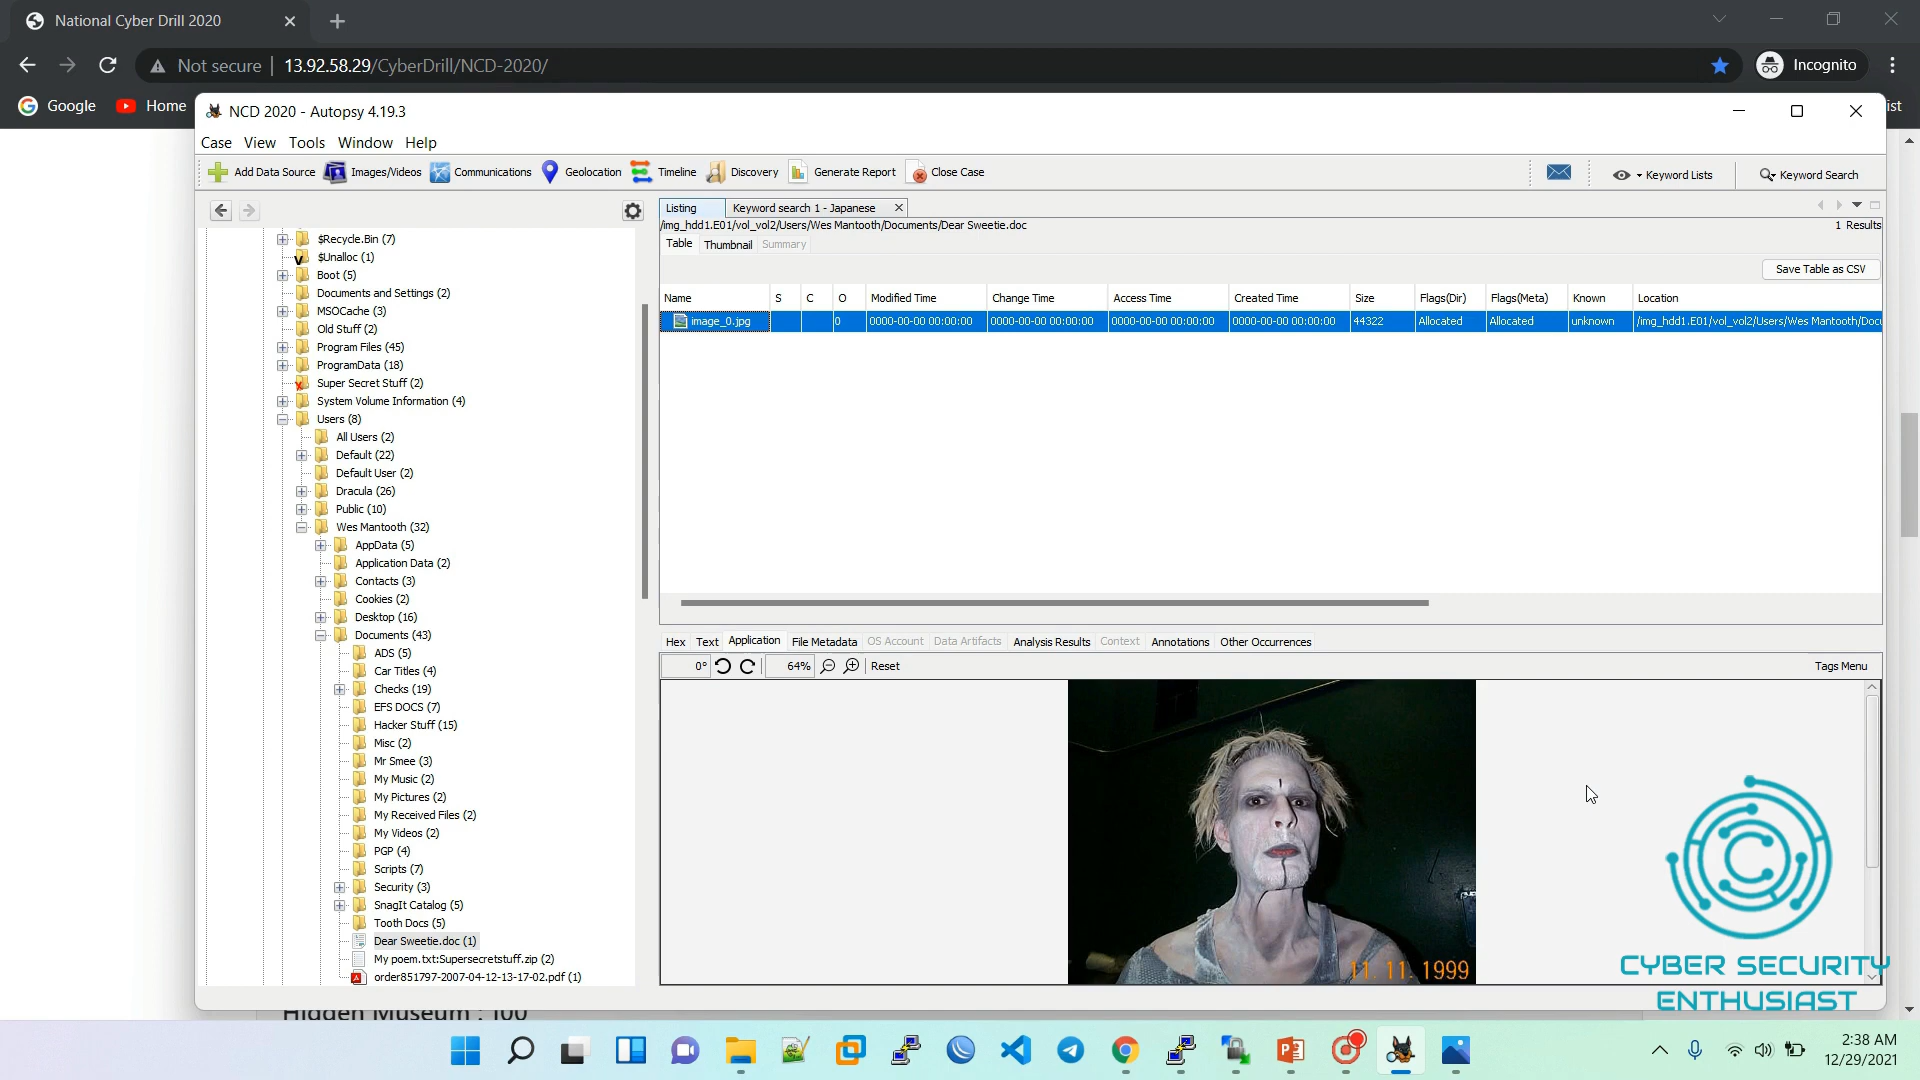 National Cyber Drill 2020
Not secure | 13.92.58.29/CyberDrill/NCD-2020/
Incognito
Google Home
ist
NCD 2020 - Autopsy 4.19.3
Case View Tools Window Help
Add Data Source Images/Videos Communications Geolocation Timeline Discovery Generate Report Close Case Keyword Lists Keyword Search
Listing Keyword search 1 - Japanese
/img_hdd1.E01/vol_vol2/Users/Wes Mantooth/Documents/Dear Sweetie.doc 1 Results
Table Thumbnail Summary
Save Table as CSV
Name S C O Modified Time Change Time Access Time Created Time Size Flags(Dir) Flags(Meta) Known Location
image_0.jpg 0 0000-00-00 00:00:00 0000-00-00 00:00:00 0000-00-00 00:00:00 0000-00-00 00:00:00 44322 Allocated Allocated unknown /img_hdd1.E01/vol_vol2/Users/Wes Mantooth/Docu
$Recycle.Bin (7)
$Unalloc (1)
Boot (5)
Documents and Settings (2)
MSOCache (3)
Old Stuff (2)
Program Files (45)
ProgramData (18)
Super Secret Stuff (2)
System Volume Information (4)
Users (8)
All Users (2)
Default (22)
Default User (2)
Dracula (26)
Public (10)
Wes Mantooth (32)
AppData (5)
Application Data (2)
Contacts (3)
Cookies (2)
Desktop (16)
Documents (43)
ADS (5)
Car Titles (4)
Checks (19)
EFS DOCS (7)
Hacker Stuff (15)
Misc (2)
Mr Smee (3)
My Music (2)
My Pictures (2)
My Received Files (2)
My Videos (2)
PGP (4)
Scripts (7)
Security (3)
SnagIt Catalog (5)
Tooth Docs (5)
Dear Sweetie.doc (1)
My poem.txt:Supersecretstuff.zip (2)
order851797-2007-04-12-13-17-02.pdf (1)
Hex Text Application File Metadata OS Account Data Artifacts Analysis Results Context Annotations Other Occurrences
0° 64% Reset Tags Menu
11.11.1999
CYBER SECURITY
ENTHUSIAST
Hidden Museum : 100
2:38 AM
12/29/2021